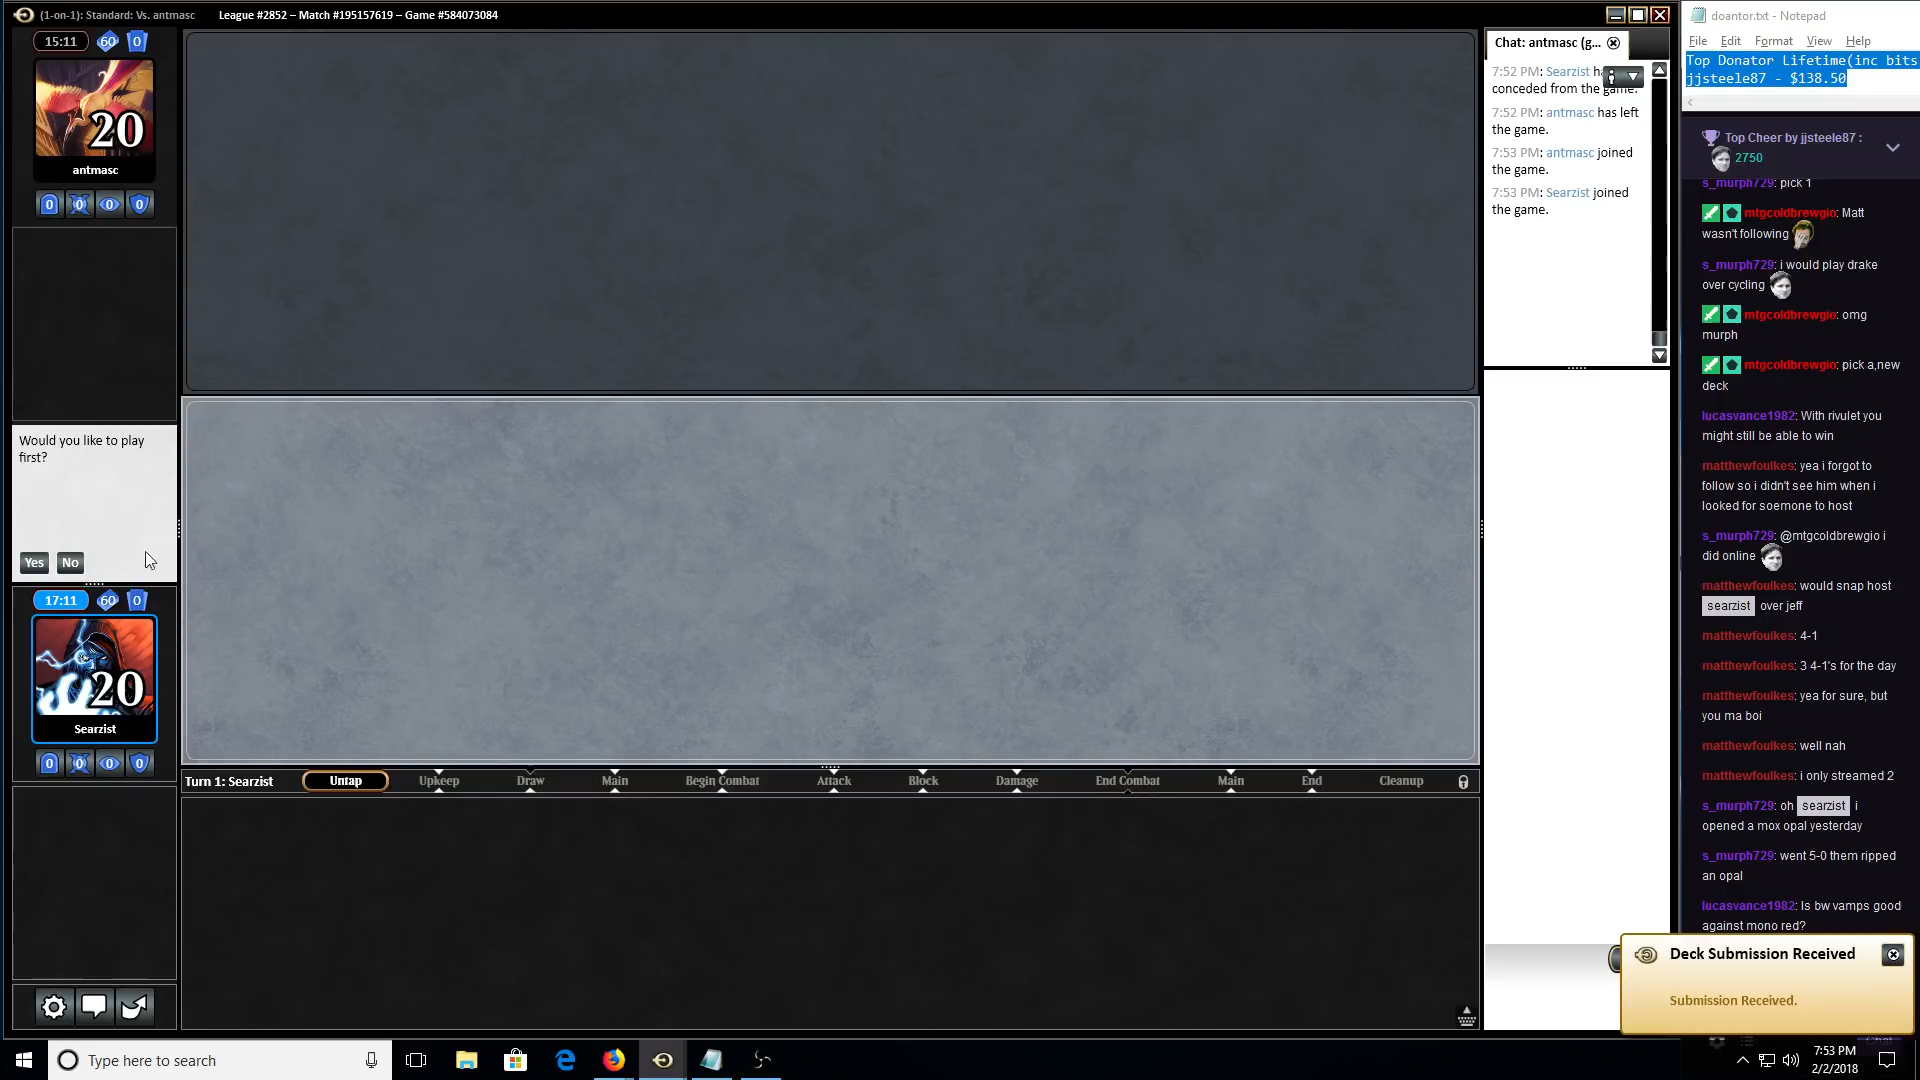 (1-on-1): Standard: Vs. antmasc
League #2852 – Match #195157619 – Game #584073084
15:11
60
0
20
antmasc
0
0
0
0
Would you like to play
first?
Yes
No
17:11
60
0
20
Searzist
0
0
0
0
Turn 1: Searzist
Untap
Upkeep
Draw
Main
Begin Combat
Attack
Block
Damage
End Combat
Main
End
Cleanup
Chat: antmasc (g...
7:52 PM: Searzist
conceded from the game.
7:52 PM: antmasc has left
the game.
7:53 PM: antmasc joined
the game.
7:53 PM: Searzist joined
the game.
doantor.txt - Notepad
File
Edit
Format
View
Help
Top Donator Lifetime(inc bits
jjsteele87 - $138.50
Top Cheer by jjsteele87 :
2750
s_murph729: pick 1
mtgcoldbrewgio: Matt
wasn't following
s_murph729: i would play drake
over cycling
mtgcoldbrewgio: omg
murph
mtgcoldbrewgio: pick a,new
deck
lucasvance1982: With rivulet you
might still be able to win
matthewfoulkes: yea i forgot to
follow so i didn't see him when i
looked for soemone to host
s_murph729: @mtgcoldbrewgio i
did online
matthewfoulkes: would snap host
searzist over jeff
matthewfoulkes: 4-1
matthewfoulkes: 3 4-1's for the day
matthewfoulkes: yea for sure, but
you ma boi
matthewfoulkes: well nah
matthewfoulkes: i only streamed 2
s_murph729: oh searzist i
opened a mox opal yesterday
s_murph729: went 5-0 them ripped
an opal
lucasvance1982: Is bw vamps good
against mono red?
Deck Submission Received
Submission Received.
Chat
Type here to search
7:53 PM
2/2/2018